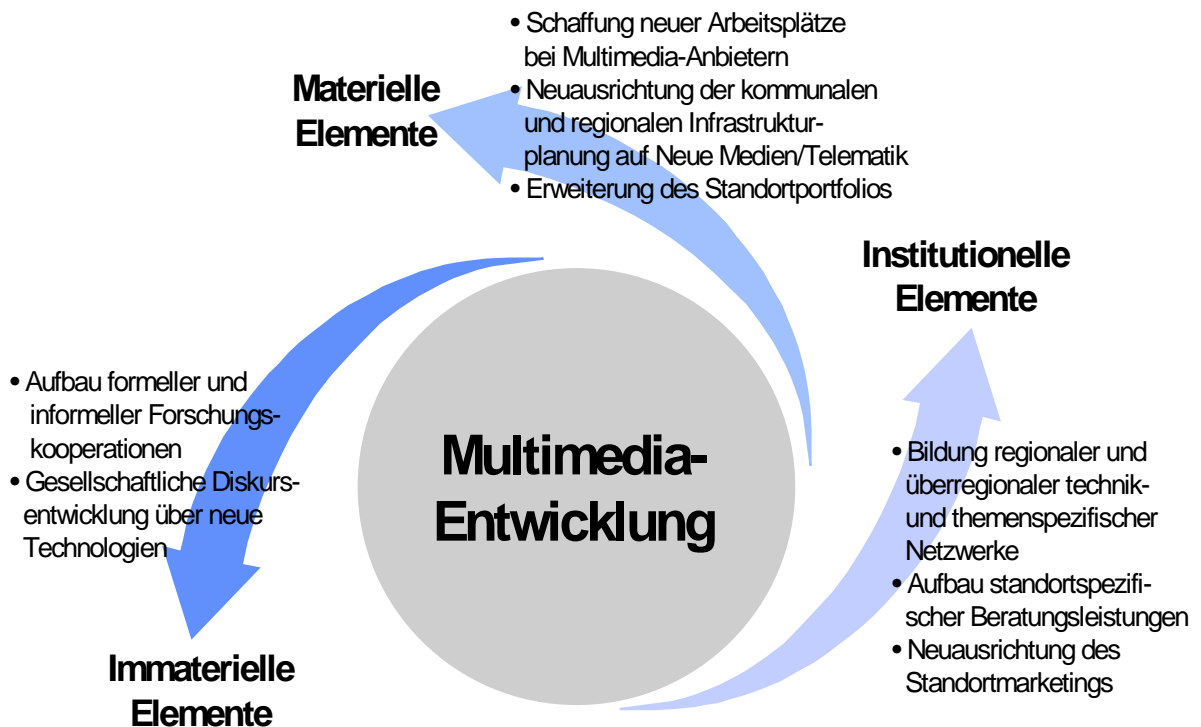 • Schaffung neuer Arbeitsplätze
bei Multimedia-Anbietern
• Neuausrichtung der kommunalen
und regionalen Infrastruktur-
planung auf Neue Medien/Telematik
• Erweiterung des Standortportfolios
Materielle
Elemente
Institutionelle
Elemente
• Aufbau formeller und
informeller Forschungs-
kooperationen
• Gesellschaftliche Diskurs-
entwicklung über neue
Technologien
Multimedia-
Entwicklung
• Bildung regionaler und
überregionaler technik-
und themenspezifischer
Netzwerke
• Aufbau standortspezifi-
scher Beratungsleistungen
• Neuausrichtung des
Standortmarketings
Immaterielle
Elemente